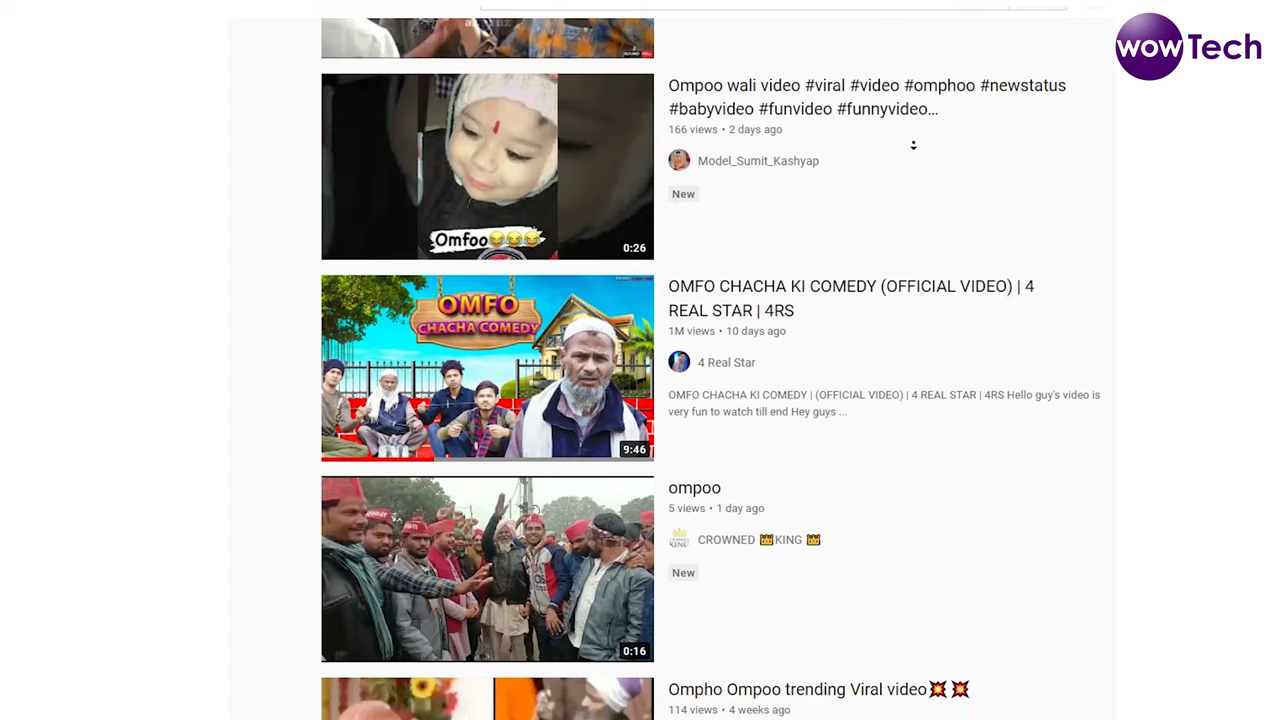 wowTech
Ompoo wali video #viral #video #omphoo #newstatus
#babyvideo #funvideo #funnyvideo...
166 views • 2 days ago
Model_Sumit_Kashyap
New
Omfoo😂😂😂
0:26
OMFO
CHACHA COMEDY
9:46
OMFO CHACHA KI COMEDY (OFFICIAL VIDEO) | 4
REAL STAR | 4RS
1M views • 10 days ago
4 Real Star
OMFO CHACHA KI COMEDY | (OFFICIAL VIDEO) | 4 REAL STAR | 4RS Hello guy's video is
very fun to watch till end Hey guys ...
ompoo
5 views • 1 day ago
CROWNED 👑KING 👑
New
0:16
Ompho Ompoo trending Viral video💥 💥
114 views • 4 weeks ago